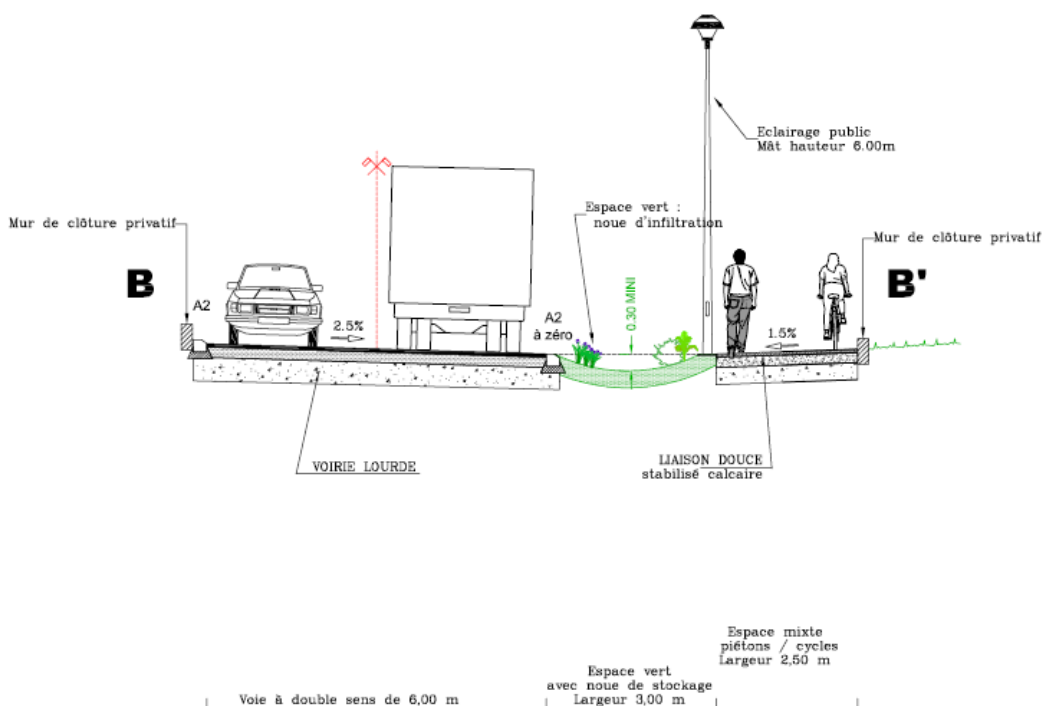 Eclairage public
Mât hauteur 6.00m
Espace vert :
noue d'infiltration
Mur de clôture privatif
Mur de clôture privatif
B
B'
A2
2.5%
A2
à zéro
0.30 MINI
1.5%
VOIRIE LOURDE
LIAISON DOUCE
stabilisé calcaire
Espace mixte
piétons / cycles
Largeur 2,50 m
Espace vert
avec noue de stockage
Largeur 3,00 m
Voie à double sens de 6,00 m